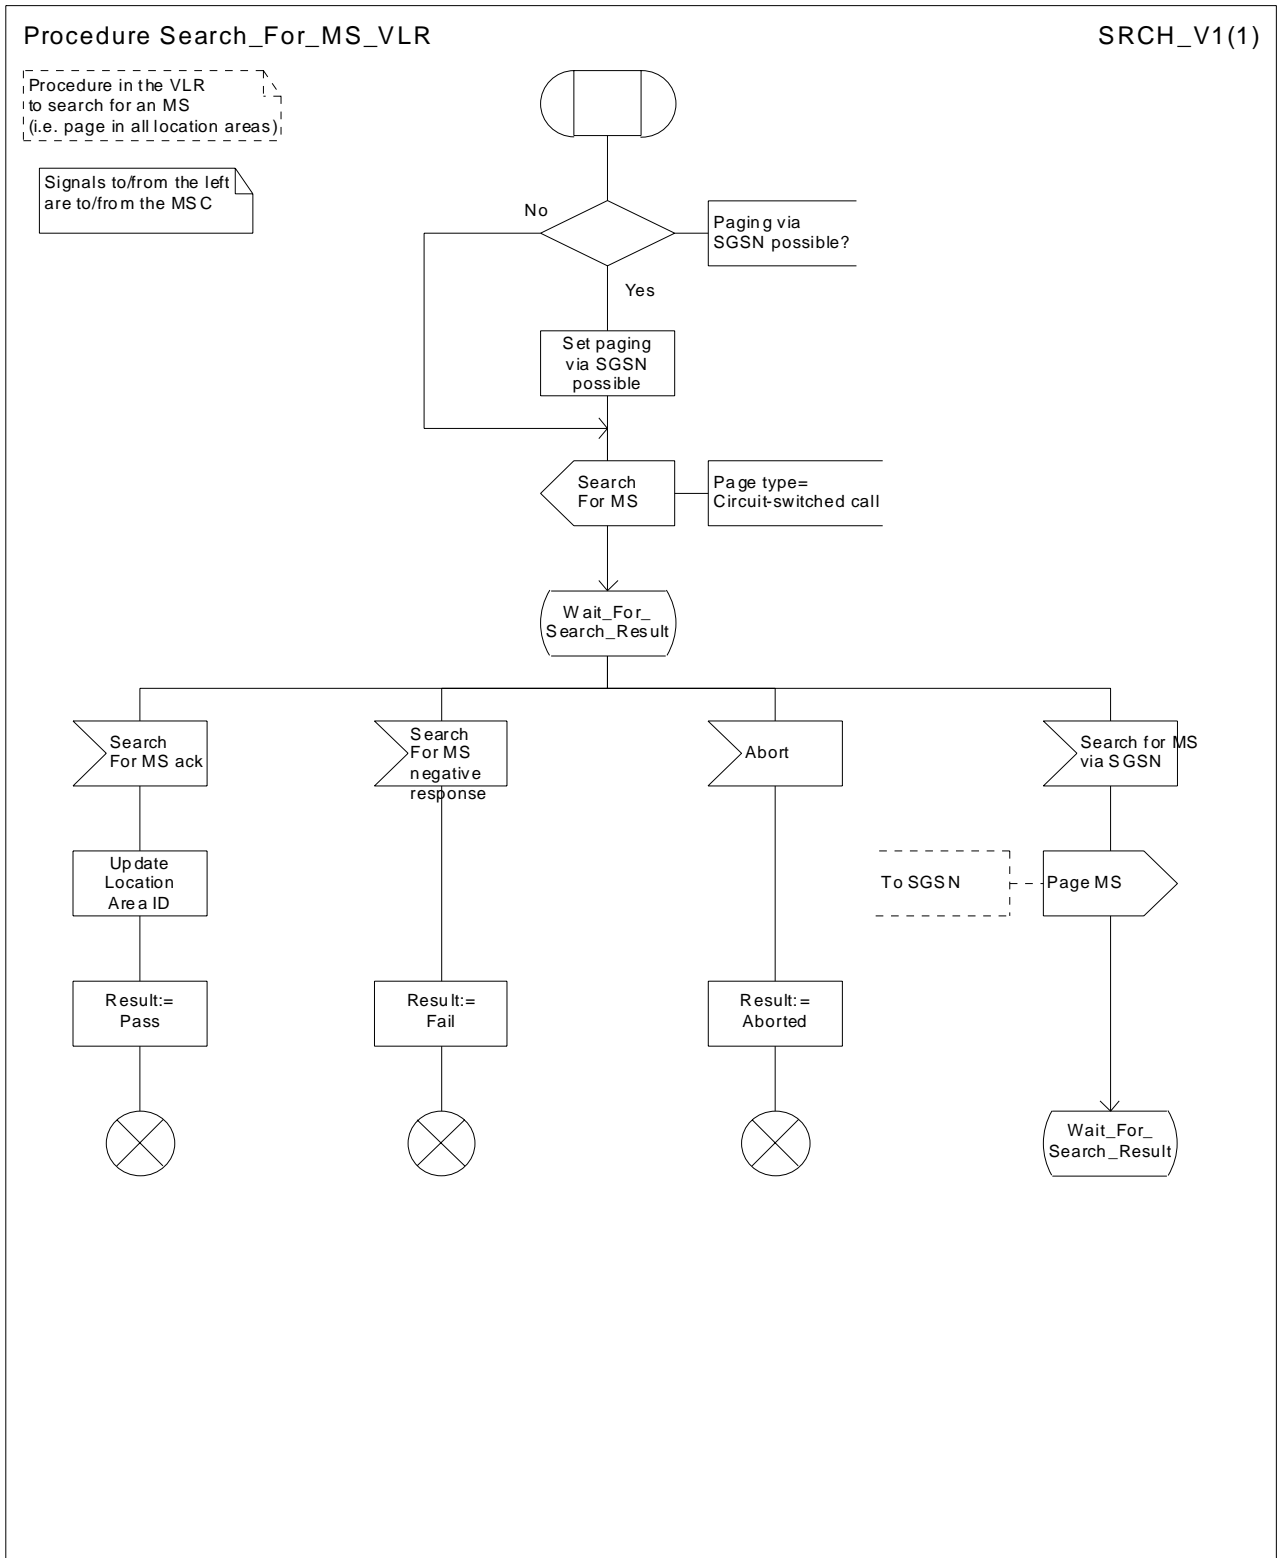 Procedure Search_For_MS_VLR
SRCH_V1(1)
Procedure in the VLR
to search for an MS
(i.e. page in all location areas)
Signals to/from the left
are to/from the MSC
No
Paging via
SGSN possible?
Yes
Set paging
via SGSN
possible
Search
For MS
Page type=
Circuit-switched call
Wait_For_
Search_Result
Search
For MS ack
Search
For MS
negative
response
Abort
Search for MS
via SGSN
Update
Location
Area ID
To SGSN
Page MS
Result:=
Pass
Result:=
Fail
Result:=
Aborted
Wait_For_
Search_Result